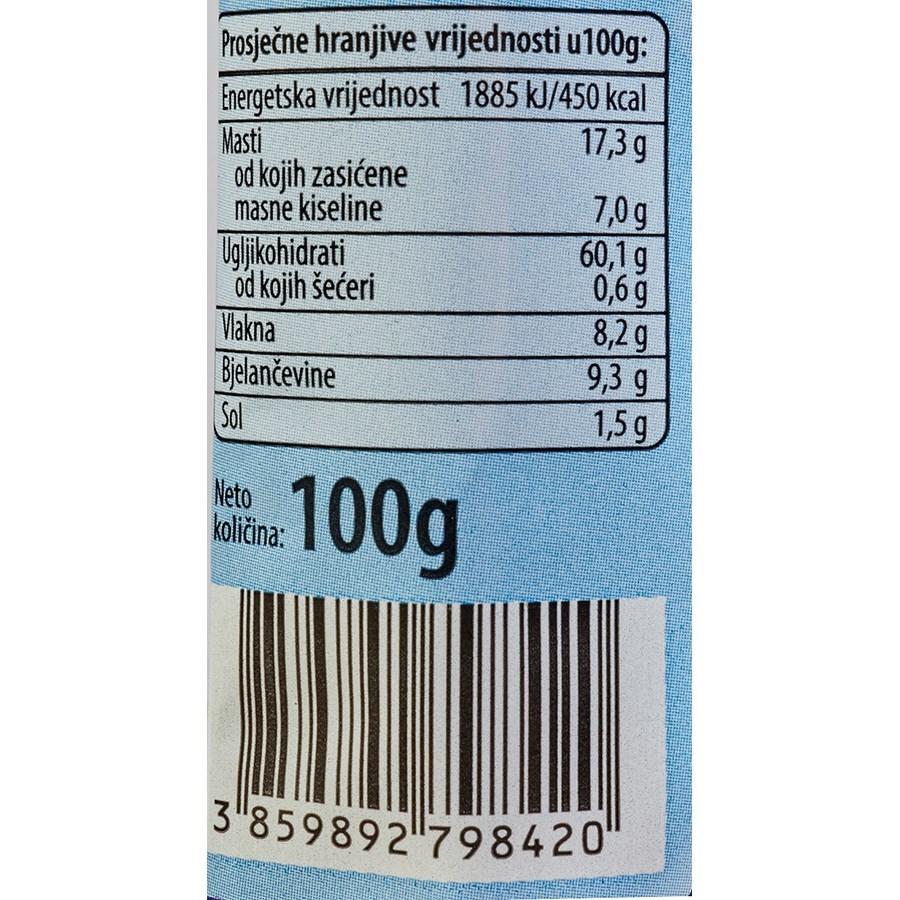 Prosječne hranjive vrijednosti u100g:
Energetska vrijednost 1885 kJ/450 kcal
Masti 17,3 g
od kojih zasićene
masne kiseline 7,0 g
Ugljikohidrati 60,1 g
od kojih šećeri 0,6 g
Vlakna 8,2 g
Bjelančevine 9,3 g
Sol 1,5 g
Neto
količina: 100g
3 859892 798420